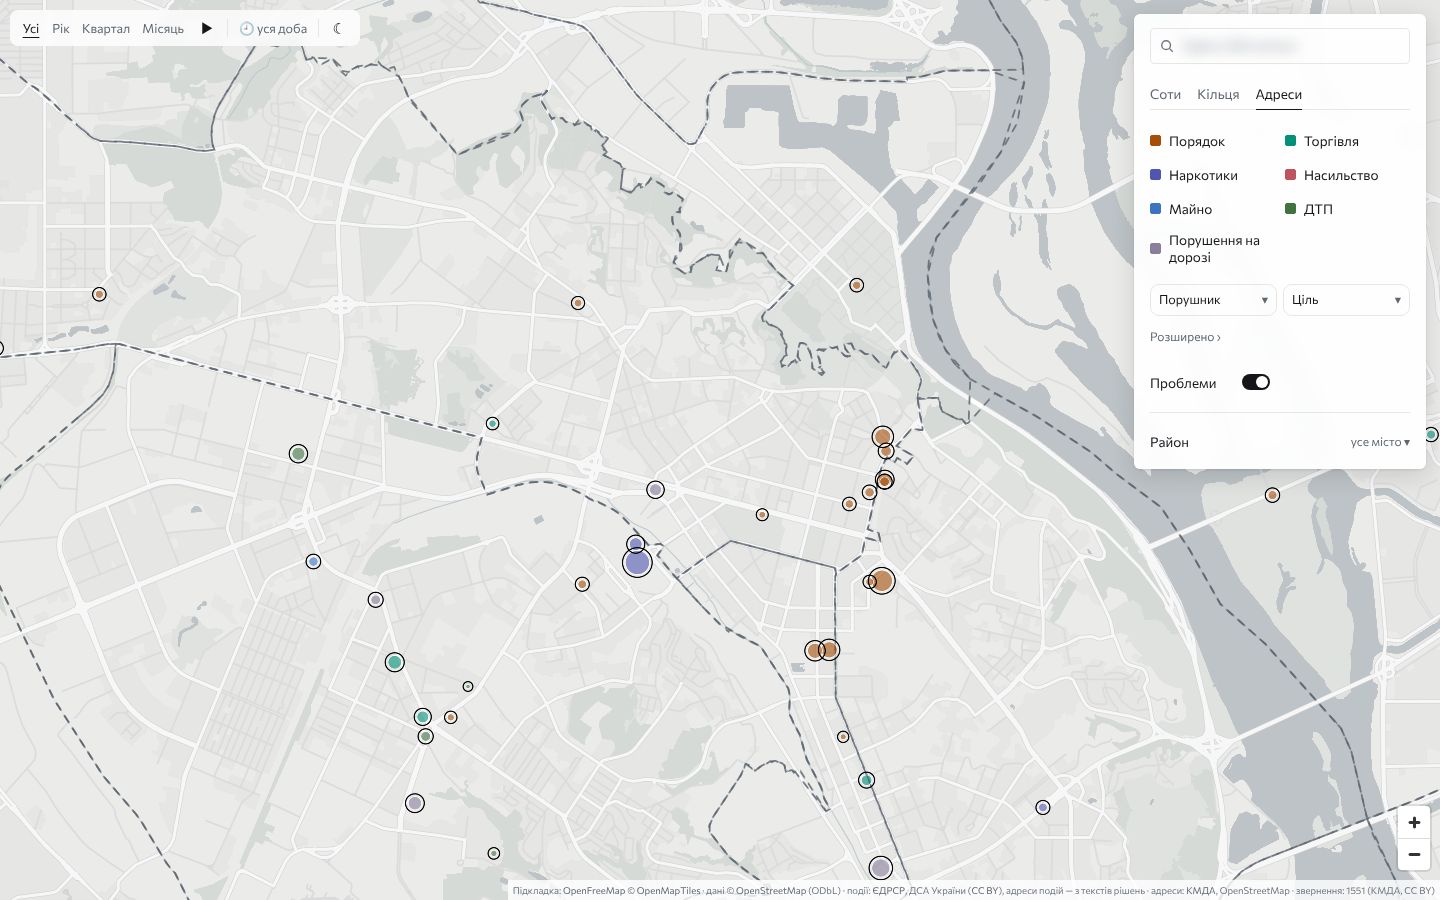 Усі Рік Квартал Місяць уся доба
Соти Кільця Адреси
Порядок Торгівля
Наркотики Насильство
Майно ДТП
Порушення на
дорозі
Порушник Ціль
Розширено ›
Проблеми
Район усе місто
Підкладка: OpenFreeMap © OpenMapTiles · дані © OpenStreetMap (ODbL) · події: ЄДРСР, ДСА України (CC BY), адреси подій — з текстів рішень · адреси: КМДА, OpenStreetMap · звернення: 1551 (КМДА, CC BY)